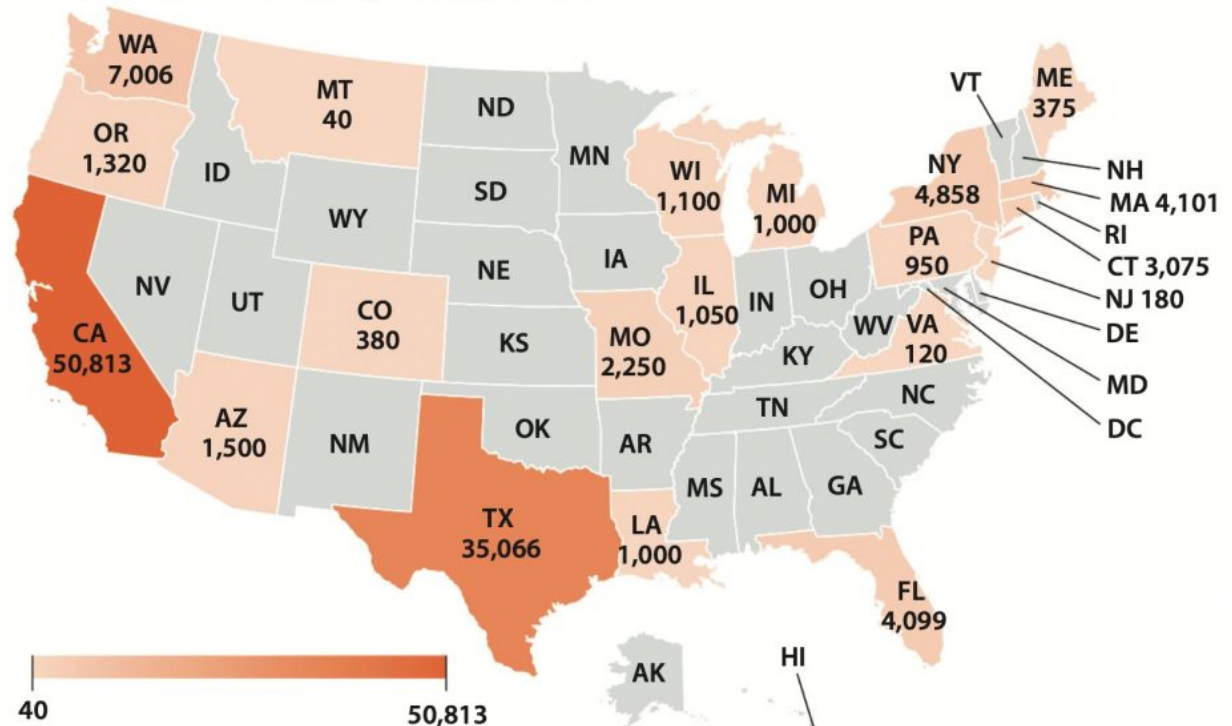 WA
7,006
MT
40
OR
1,320
ID
ND
MN
SD
WY
WI
1,100
MI
1,000
VT
ME
375
NY
4,858
NH
MA 4,101
RI
CT 3,075
NJ 180
DE
MD
DC
PA
950
NV
UT
NE
IA
IL
1,050
IN
OH
WV
VA
120
CA
50,813
CO
380
KS
MO
2,250
KY
TN
NC
SC
AZ
1,500
NM
OK
AR
MS
AL
GA
TX
35,066
LA
1,000
FL
4,099
AK
HI
40
50,813